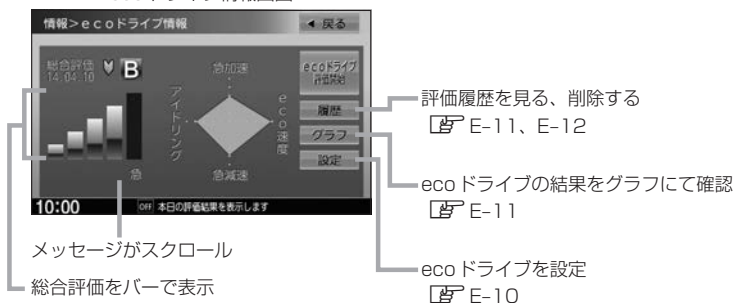 情報>ecoドライブ情報
◀ 戻る
総合評価
14.04.10
B
急加速
アイドリング
eco速度
急減速
急
ecoドライブ
評価開始
履歴
グラフ
設定
10:00
OFF 本日の評価結果を表示します
評価履歴を見る、削除する
E-11、E-12
ecoドライブの結果をグラフにて確認
E-11
ecoドライブを設定
E-10
メッセージがスクロール
総合評価をバーで表示